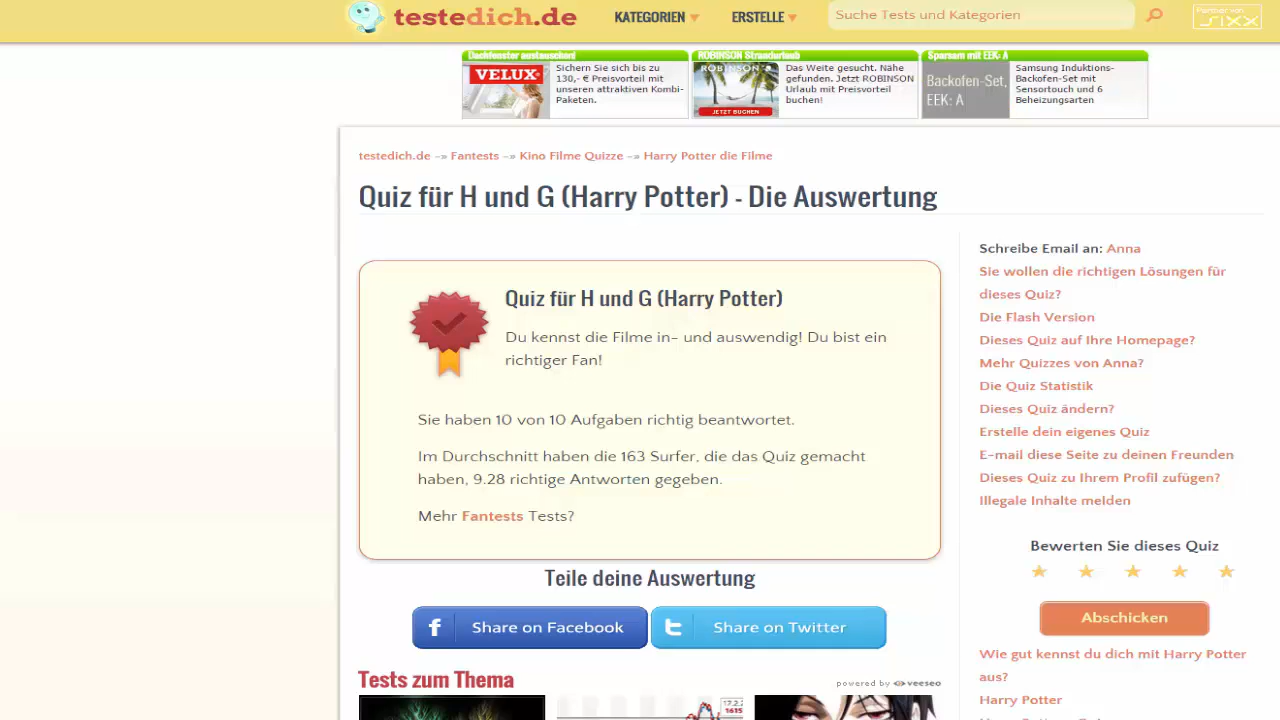 testedich.de
KATEGORIEN
ERSTELLE
Suche Tests und Kategorien
Partner von
sixx
Dachfenster austauschen!
VELUX
Sichern Sie sich bis zu
130,- € Preisvorteil mit
unseren attraktiven Kombi-
Paketen.
ROBINSON Strandurlaub
ROBINSON
JETZT BUCHEN
Das Weite gesucht. Nähe
gefunden. Jetzt ROBINSON
Urlaub mit Preisvorteil
buchen!
Sparsam mit EEK: A
Backofen-Set,
EEK: A
Samsung Induktions-
Backofen-Set mit
Sensortouch und 6
Beheizungsarten
testedich.de -» Fantests -» Kino Filme Quizze -» Harry Potter die Filme
Quiz für H und G (Harry Potter) - Die Auswertung
Quiz für H und G (Harry Potter)
Du kennst die Filme in- und auswendig! Du bist ein
richtiger Fan!
Sie haben 10 von 10 Aufgaben richtig beantwortet.
Im Durchschnitt haben die 163 Surfer, die das Quiz gemacht
haben, 9.28 richtige Antworten gegeben.
Mehr Fantests Tests?
Teile deine Auswertung
Share on Facebook
Share on Twitter
Tests zum Thema
powered by veeseo
17.2.2
1615
Schreibe Email an: Anna
Sie wollen die richtigen Lösungen für
dieses Quiz?
Die Flash Version
Dieses Quiz auf Ihre Homepage?
Mehr Quizzes von Anna?
Die Quiz Statistik
Dieses Quiz ändern?
Erstelle dein eigenes Quiz
E-mail diese Seite zu deinen Freunden
Dieses Quiz zu Ihrem Profil zufügen?
Illegale Inhalte melden
Bewerten Sie dieses Quiz
Abschicken
Wie gut kennst du dich mit Harry Potter
aus?
Harry Potter